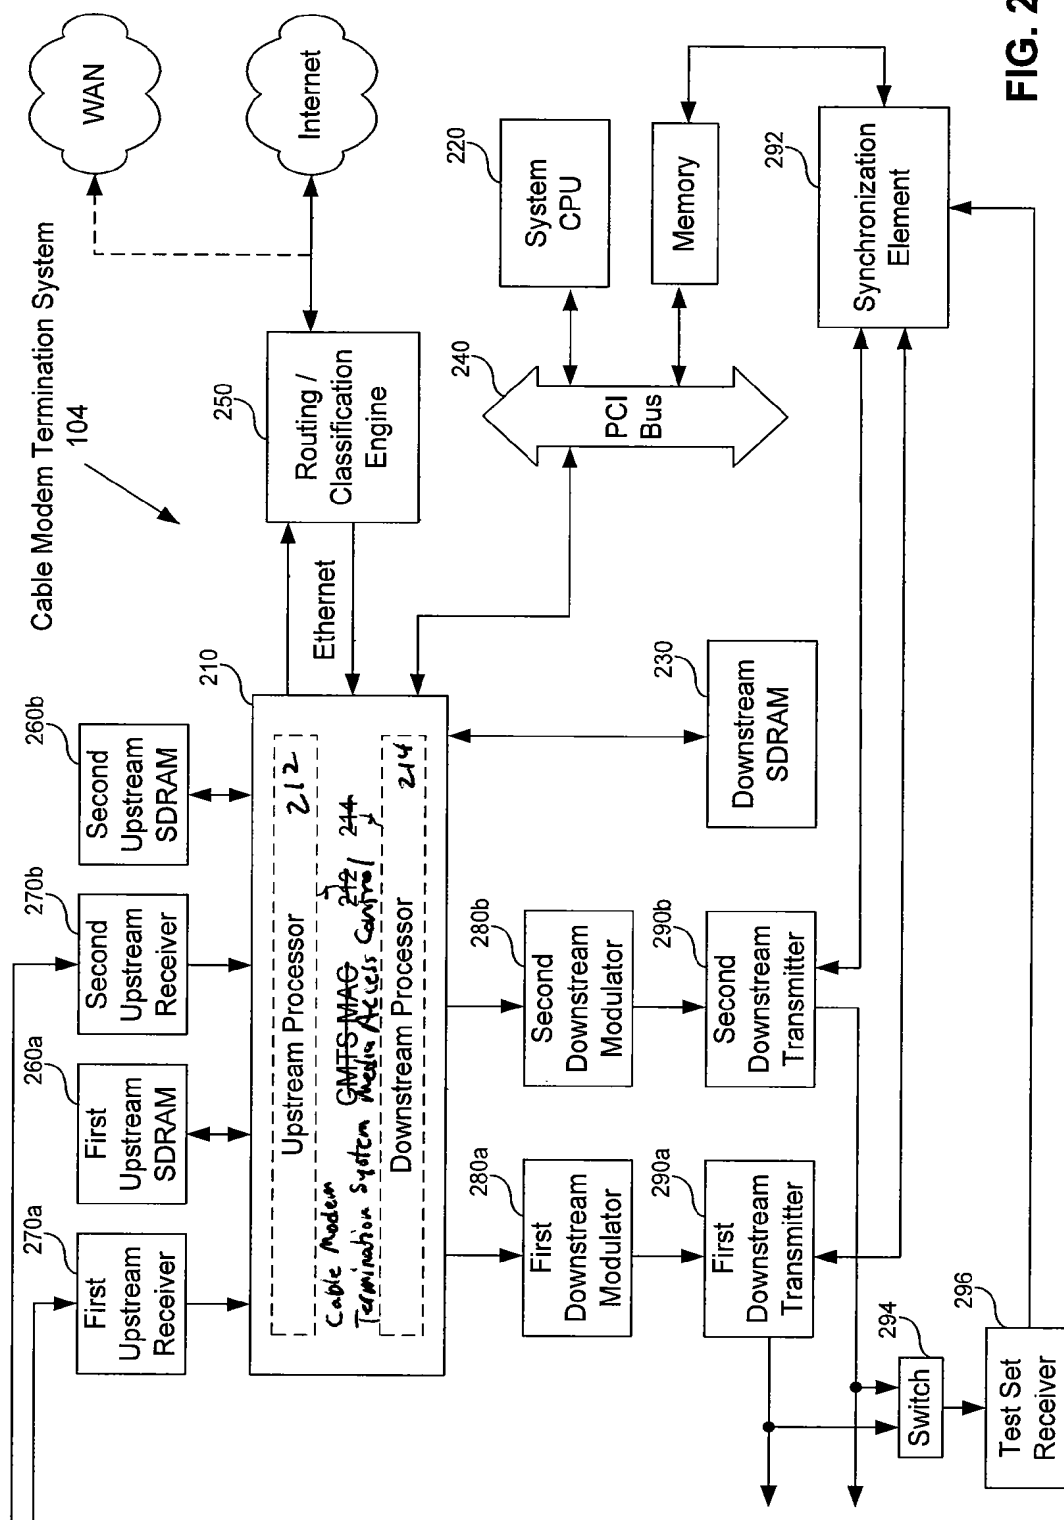 Cable Modem Termination System
104
WAN
Internet
250
Routing /
Classification
Engine
Ethernet
220
System
CPU
Memory
240
PCI
Bus
292
Synchronization
Element
210
270a
First
Upstream
Receiver
260a
First
Upstream
SDRAM
270b
Second
Upstream
Receiver
260b
Second
Upstream
SDRAM
Upstream Processor 212
212 214
CMTS MAC
Cable Modem
Termination System Media Access Control
Downstream Processor 214
280a
First
Downstream
Modulator
280b
Second
Downstream
Modulator
230
Downstream
SDRAM
290a
First
Downstream
Transmitter
290b
Second
Downstream
Transmitter
294
Switch
296
Test Set
Receiver
FIG. 2